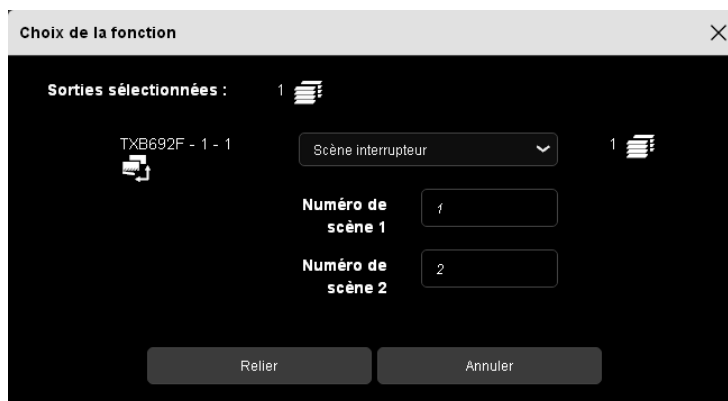 Choix de la fonction
Sorties sélectionnées : 1
TXB692F - 1 - 1 Scène interrupteur 1
Numéro de
scène 1
1
Numéro de
scène 2
2
Relier Annuler